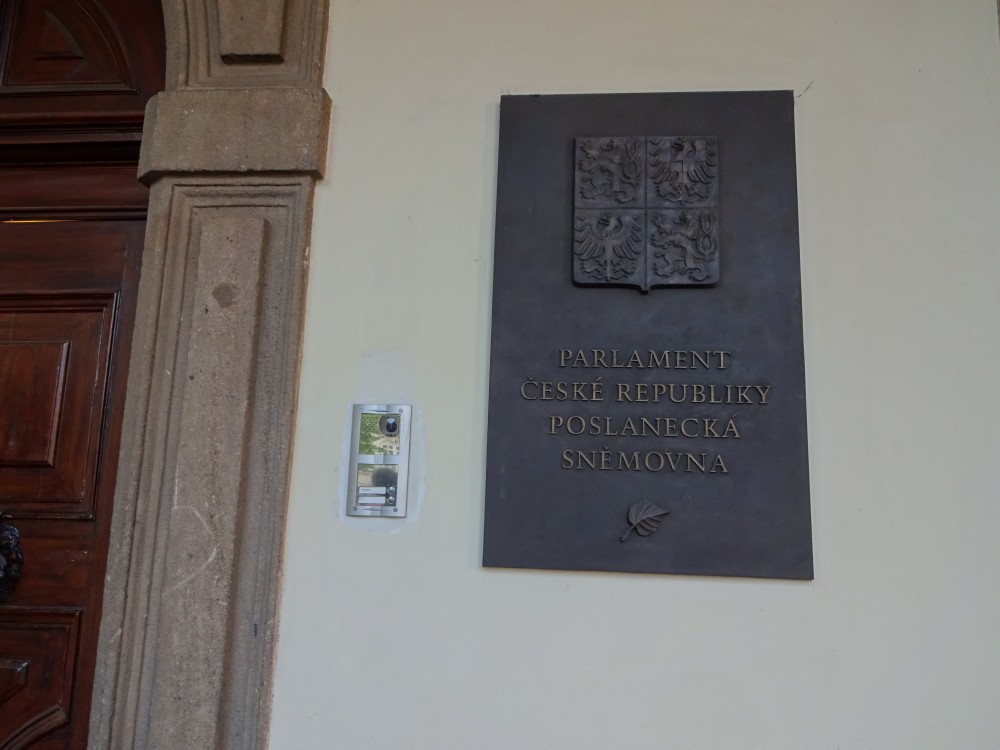 PARLAMENT
ČESKÉ REPUBLIKY
POSLANECKÁ
SNĚMOVNA